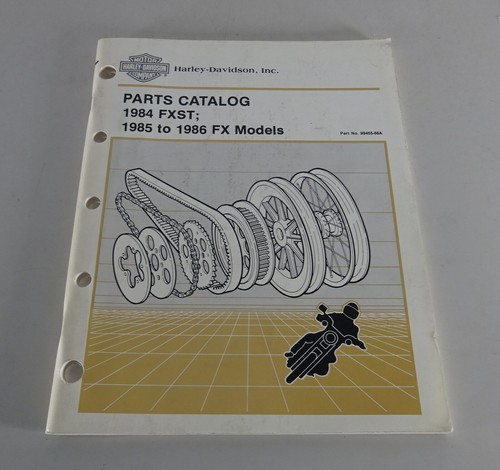 MOTOR
HARLEY-DAVIDSON
COMPANY
Harley-Davidson, Inc.
PARTS CATALOG
1984 FXST;
1985 to 1986 FX Models
Part No. 99455-86A